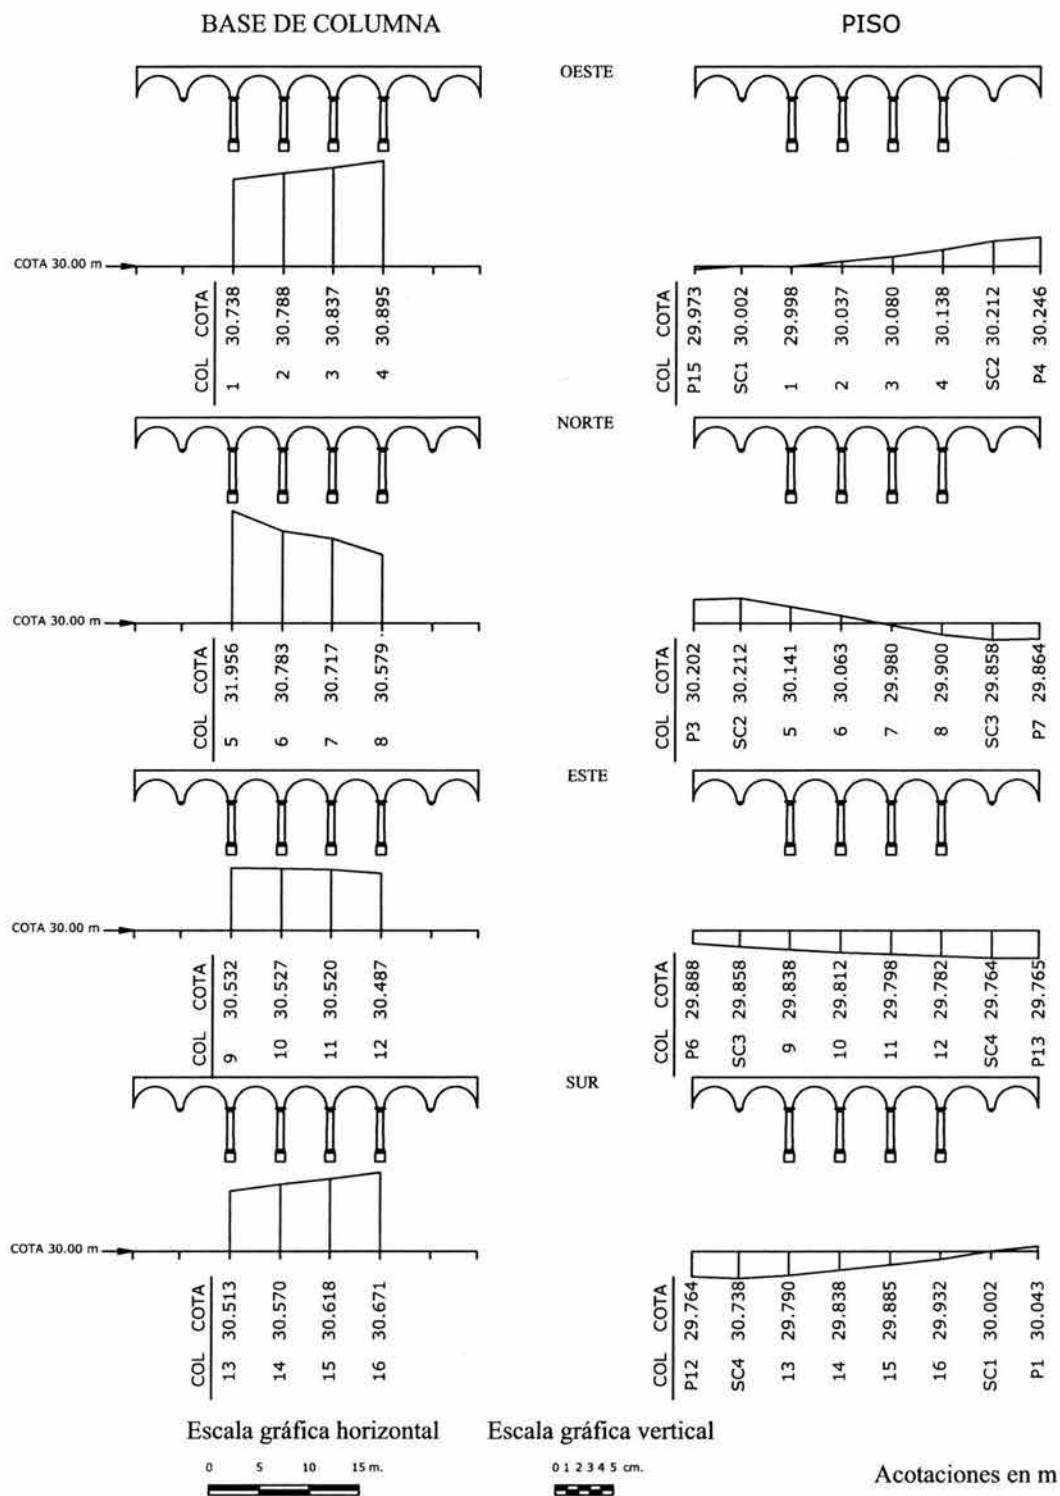 BASE DE COLUMNA
PISO
OESTE
COTA 30.00 m
COL COTA
1 30.738
2 30.788
3 30.837
4 30.895
COL COTA
P15 29.973
SC1 30.002
1 29.998
2 30.037
3 30.080
4 30.138
SC2 30.212
P4 30.246
NORTE
COTA 30.00 m
COL COTA
5 31.956
6 30.783
7 30.717
8 30.579
COL COTA
P3 30.202
SC2 30.212
5 30.141
6 30.063
7 29.980
8 29.900
SC3 29.858
P7 29.864
ESTE
COTA 30.00 m
COL COTA
9 30.532
10 30.527
11 30.520
12 30.487
COL COTA
P6 29.888
SC3 29.858
9 29.838
10 29.812
11 29.798
12 29.782
SC4 29.764
P13 29.765
SUR
COTA 30.00 m
COL COTA
13 30.513
14 30.570
15 30.618
16 30.671
COL COTA
P12 29.764
SC4 30.738
13 29.790
14 29.838
15 29.885
16 29.932
SC1 30.002
P1 30.043
Escala gráfica horizontal
0 5 10 15 m.
Escala gráfica vertical
0 1 2 3 4 5 cm.
Acotaciones en m